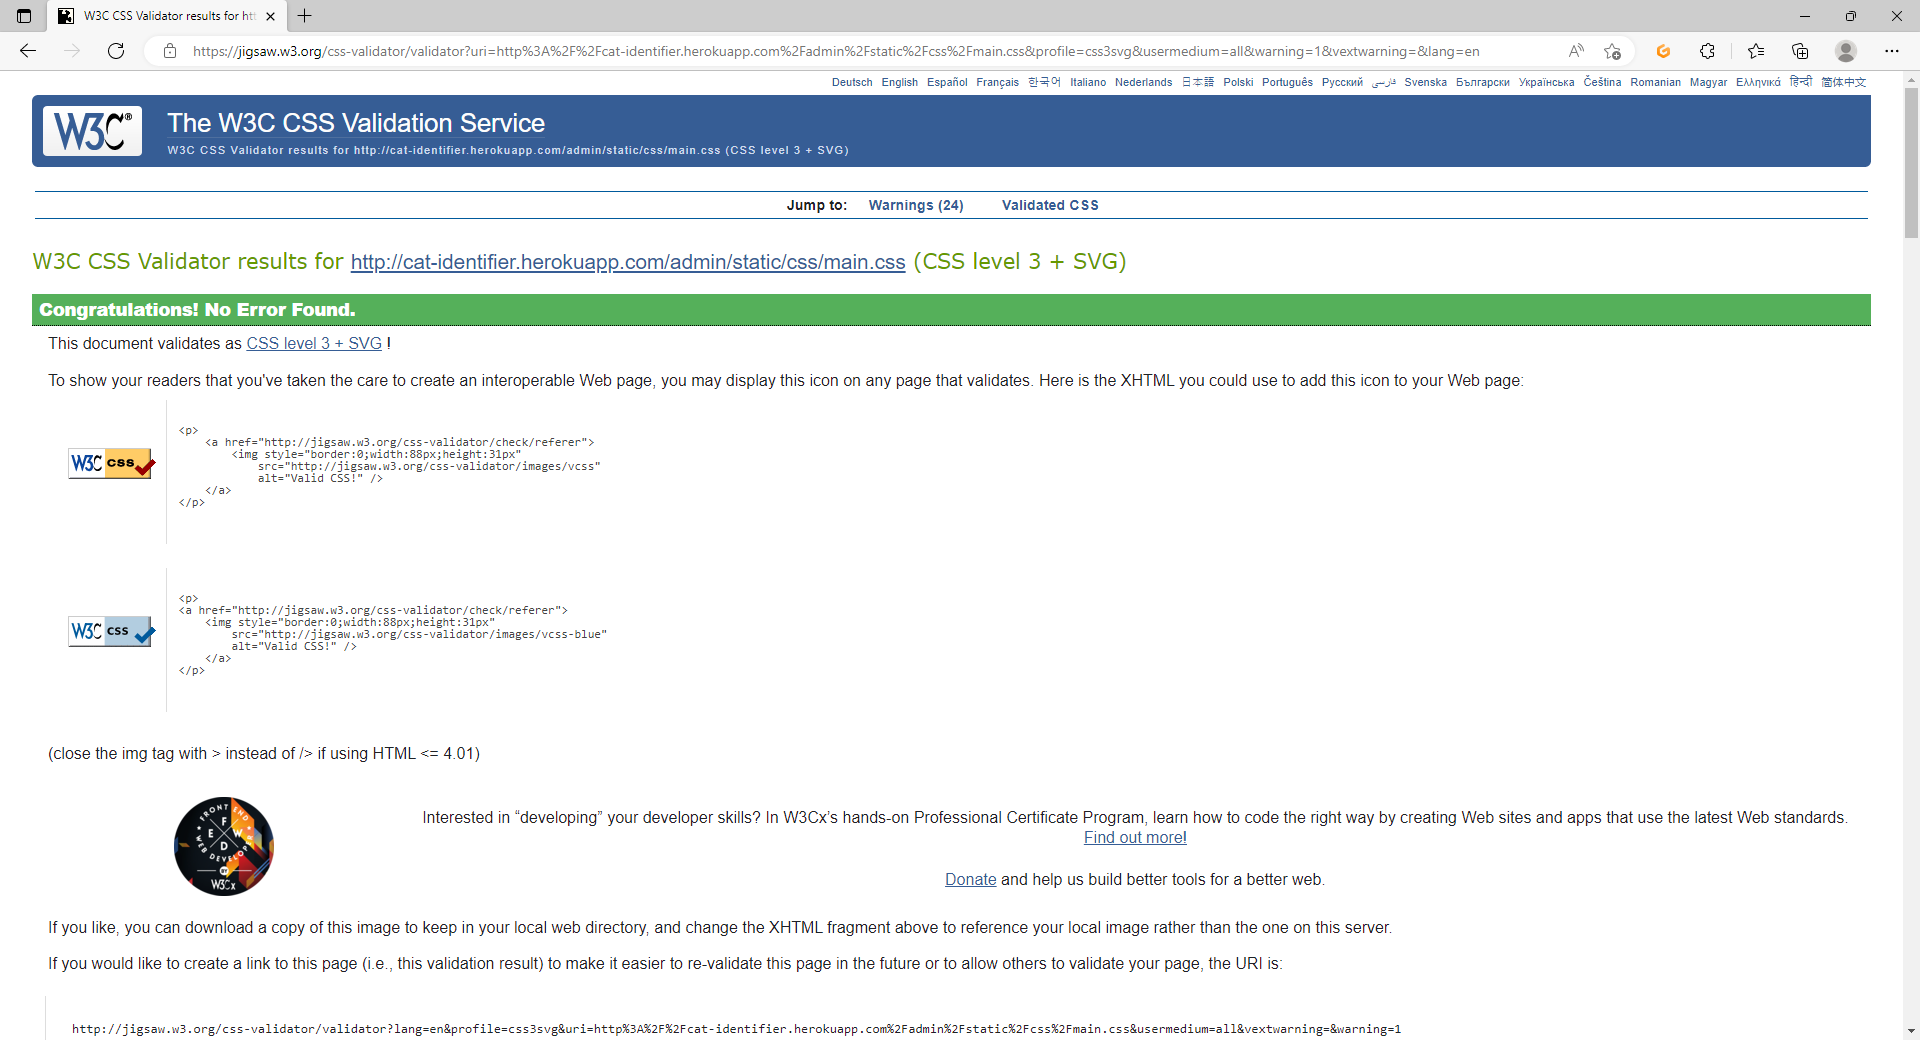 W3C CSS Validator results for htt
https://jigsaw.w3.org/css-validator/validator?uri=http%3A%2F%2Fcat-identifier.herokuapp.com%2Fadmin%2Fstatic%2Fcss%2Fmain.css&profile=css3svg&usermedium=all&warning=1&vextwarning=&lang=en
Deutsch English Español Français 한국어 Italiano Nederlands 日本語 Polski Português Русский فارسی Svenska Български Українська Čeština Romanian Magyar Ελληνικά हिन्दी 简体中文
W3C®
The W3C CSS Validation Service
W3C CSS Validator results for http://cat-identifier.herokuapp.com/admin/static/css/main.css (CSS level 3 + SVG)
Jump to: Warnings (24) Validated CSS
W3C CSS Validator results for http://cat-identifier.herokuapp.com/admin/static/css/main.css (CSS level 3 + SVG)
Congratulations! No Error Found.
This document validates as CSS level 3 + SVG !
To show your readers that you've taken the care to create an interoperable Web page, you may display this icon on any page that validates. Here is the XHTML you could use to add this icon to your Web page:
W3C css
<p>
<a href="http://jigsaw.w3.org/css-validator/check/referer">
<img style="border:0;width:88px;height:31px"
src="http://jigsaw.w3.org/css-validator/images/vcss"
alt="Valid CSS!" />
</a>
</p>
W3C css
<p>
<a href="http://jigsaw.w3.org/css-validator/check/referer">
<img style="border:0;width:88px;height:31px"
src="http://jigsaw.w3.org/css-validator/images/vcss-blue"
alt="Valid CSS!" />
</a>
</p>
(close the img tag with > instead of /> if using HTML <= 4.01)
FRONT END
F
E W
D
WEB DEVELOPER
W3Cx
Interested in “developing” your developer skills? In W3Cx’s hands-on Professional Certificate Program, learn how to code the right way by creating Web sites and apps that use the latest Web standards.
Find out more!
Donate and help us build better tools for a better web.
If you like, you can download a copy of this image to keep in your local web directory, and change the XHTML fragment above to reference your local image rather than the one on this server.
If you would like to create a link to this page (i.e., this validation result) to make it easier to re-validate this page in the future or to allow others to validate your page, the URI is:
http://jigsaw.w3.org/css-validator/validator?lang=en&profile=css3svg&uri=http%3A%2F%2Fcat-identifier.herokuapp.com%2Fadmin%2Fstatic%2Fcss%2Fmain.css&usermedium=all&vextwarning=&warning=1